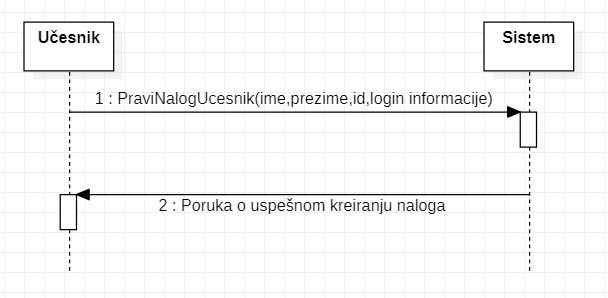 Učesnik
Sistem
1 : PraviNalogUcesnik(ime,prezime,id,login informacije)
2 : Poruka o uspešnom kreiranju naloga